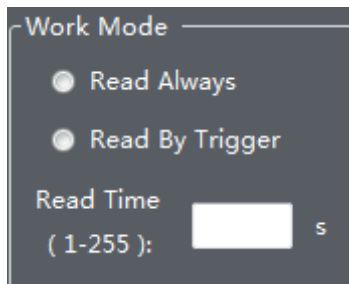 Work Mode
Read Always
Read By Trigger
Read Time
( 1-255 ):
s